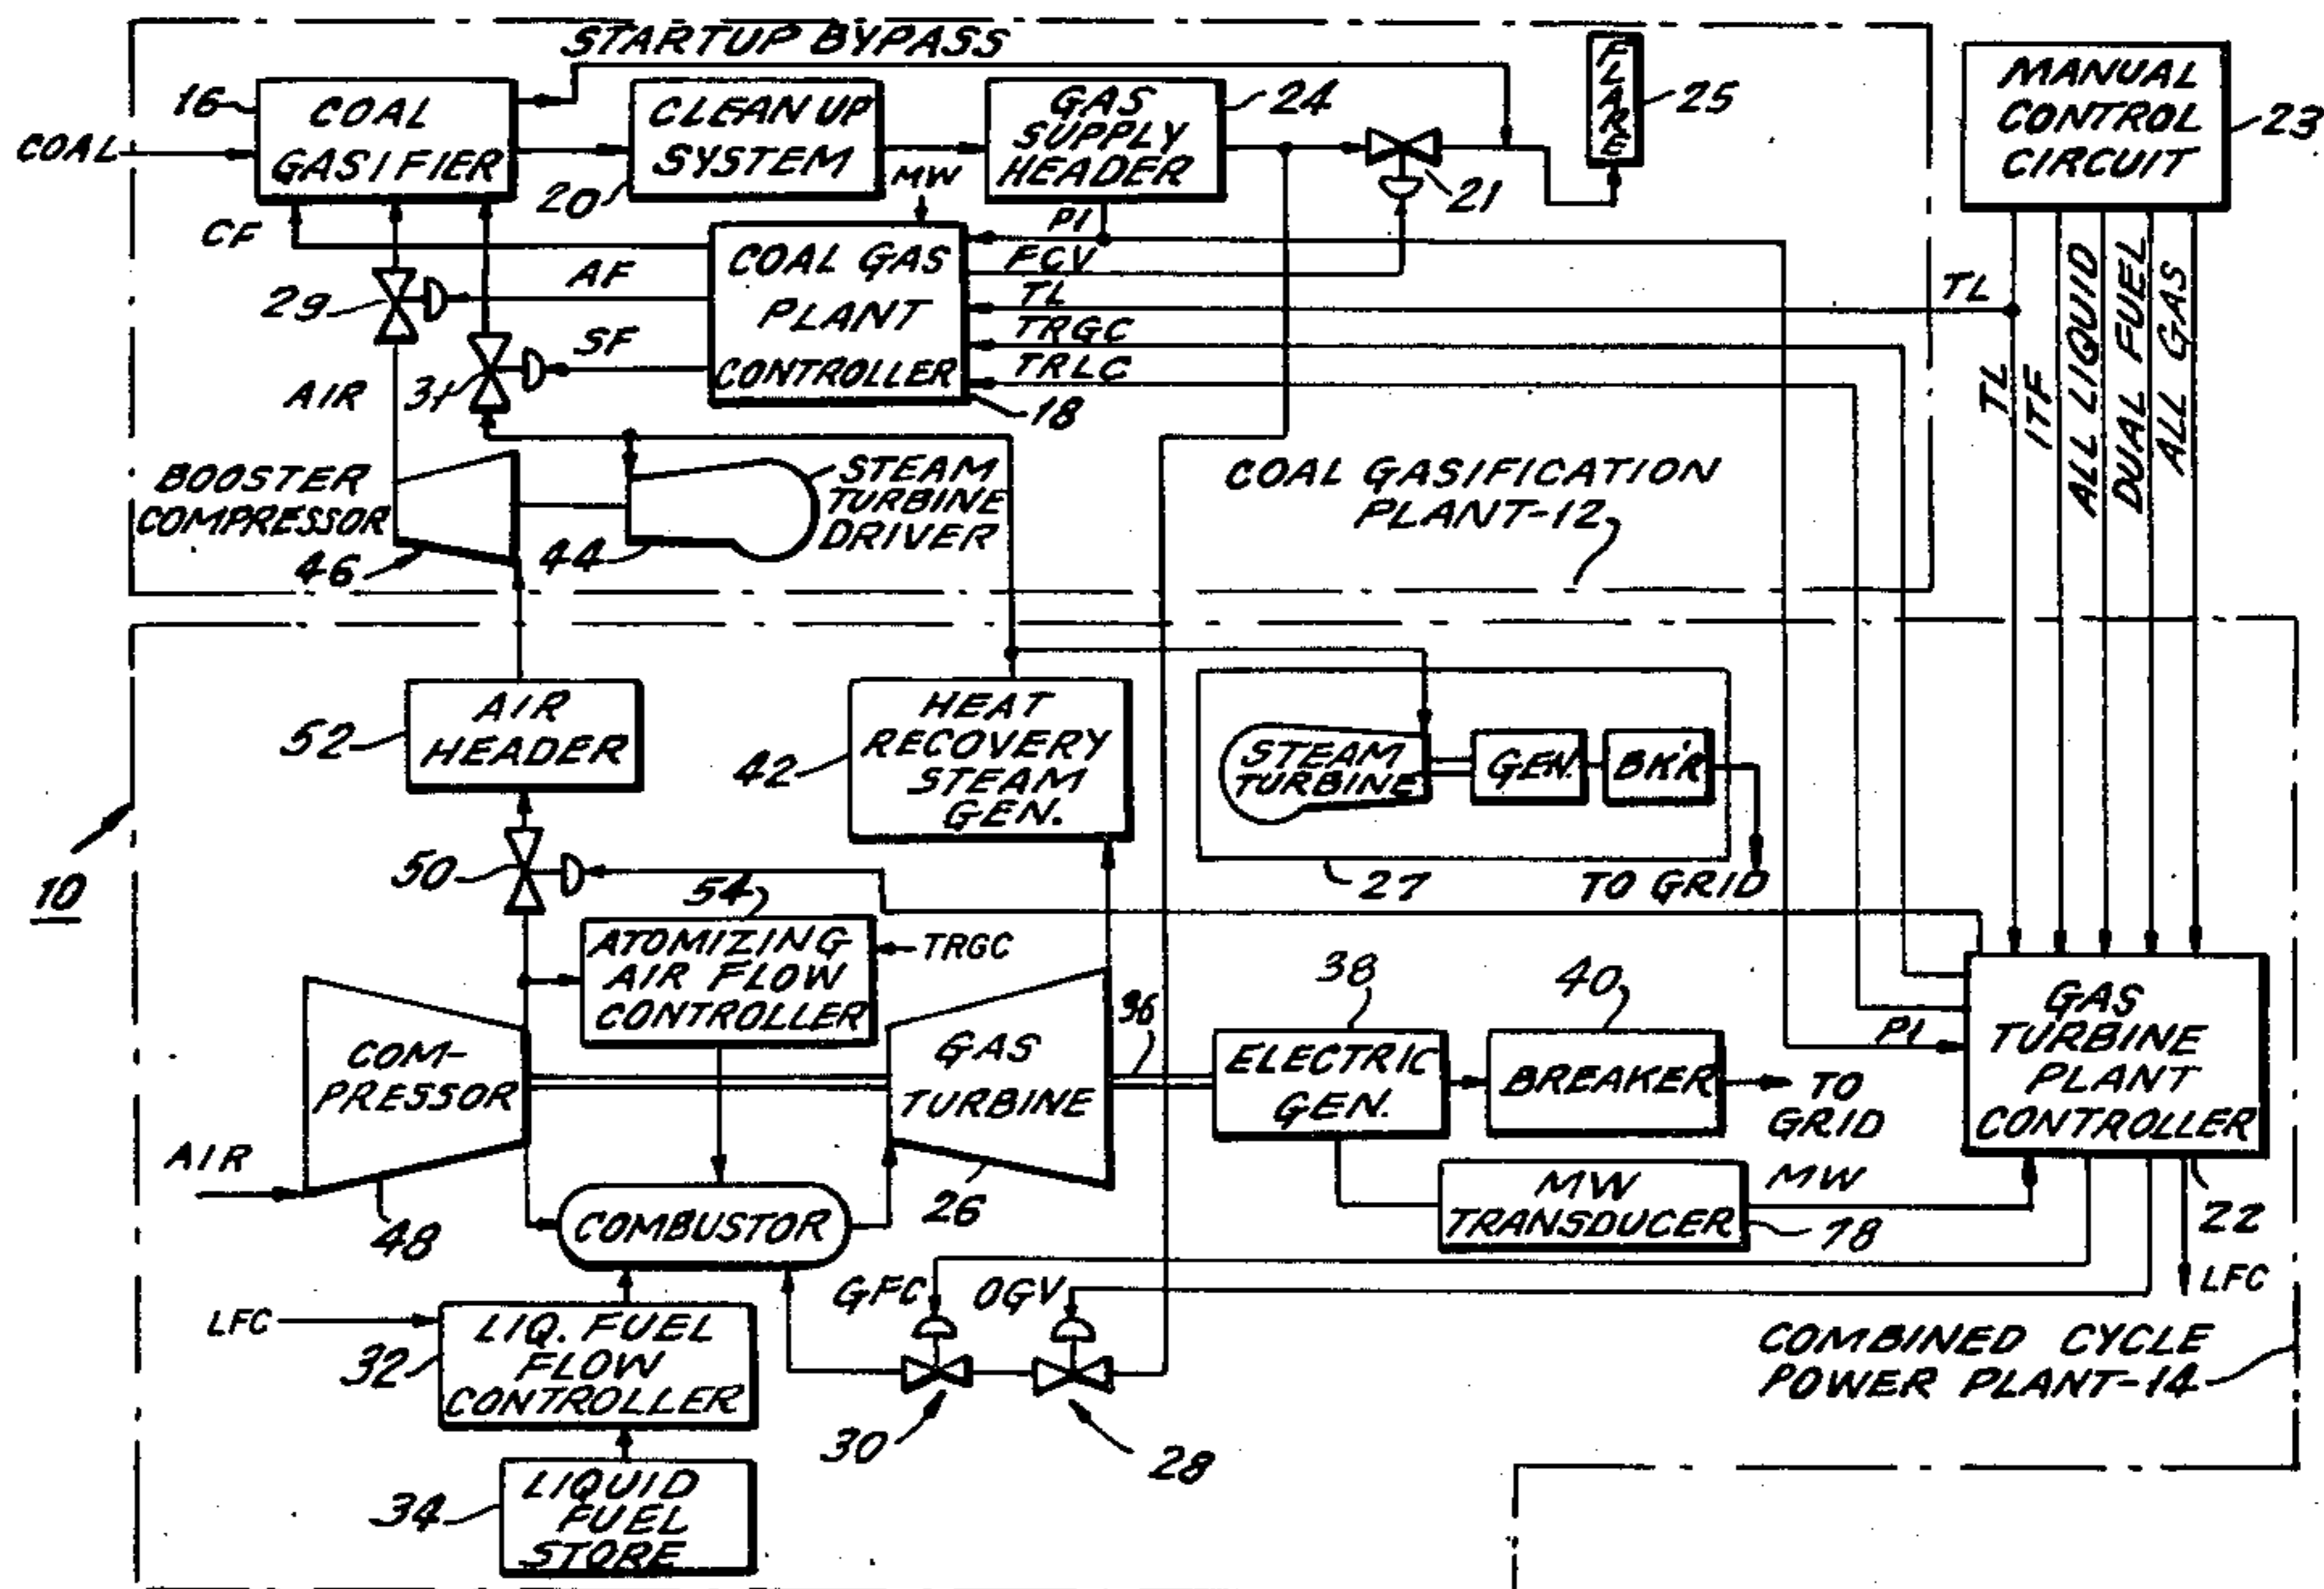 STARTUP BYPASS
FLARE
25
16
COAL
COAL
GASIFIER
CLEAN UP
SYSTEM
20
GAS
SUPPLY
HEADER
24
21
MANUAL
CONTROL
CIRCUIT
23
MW
CF
AF
SF
COAL GAS
PLANT
CONTROLLER
18
PI
FCV
TL
TRGC
TRLC
TL
TL
ITF
ALL LIQUID
DUAL FUEL
ALL GAS
29
31
AIR
BOOSTER
COMPRESSOR
46
44
STEAM
TURBINE
DRIVER
COAL GASIFICATION
PLANT-12
10
52
AIR
HEADER
42
HEAT
RECOVERY
STEAM
GEN.
STEAM
TURBINE
GEN.
BK'R
27
TO GRID
50
54
ATOMIZING
AIR FLOW
CONTROLLER
TRGC
COM-
PRESSOR
AIR
48
GAS
TURBINE
26
36
38
ELECTRIC
GEN.
40
BREAKER
TO
GRID
PI
GAS
TURBINE
PLANT
CONTROLLER
22
LFC
MW
TRANSDUCER
78
MW
COMBUSTOR
GFC
OGV
30
28
LFC
LIQ. FUEL
FLOW
CONTROLLER
32
LIQUID
FUEL
STORE
34
COMBINED CYCLE
POWER PLANT-14